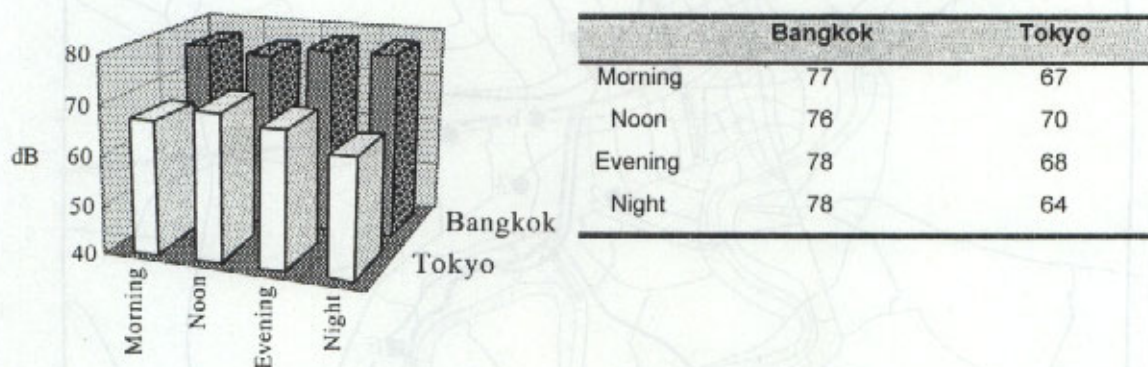 80
70
dB
60
50
40
Morning
Noon
Evening
Night
Bangkok
Tokyo
Bangkok Tokyo
Morning 77 67
Noon 76 70
Evening 78 68
Night 78 64